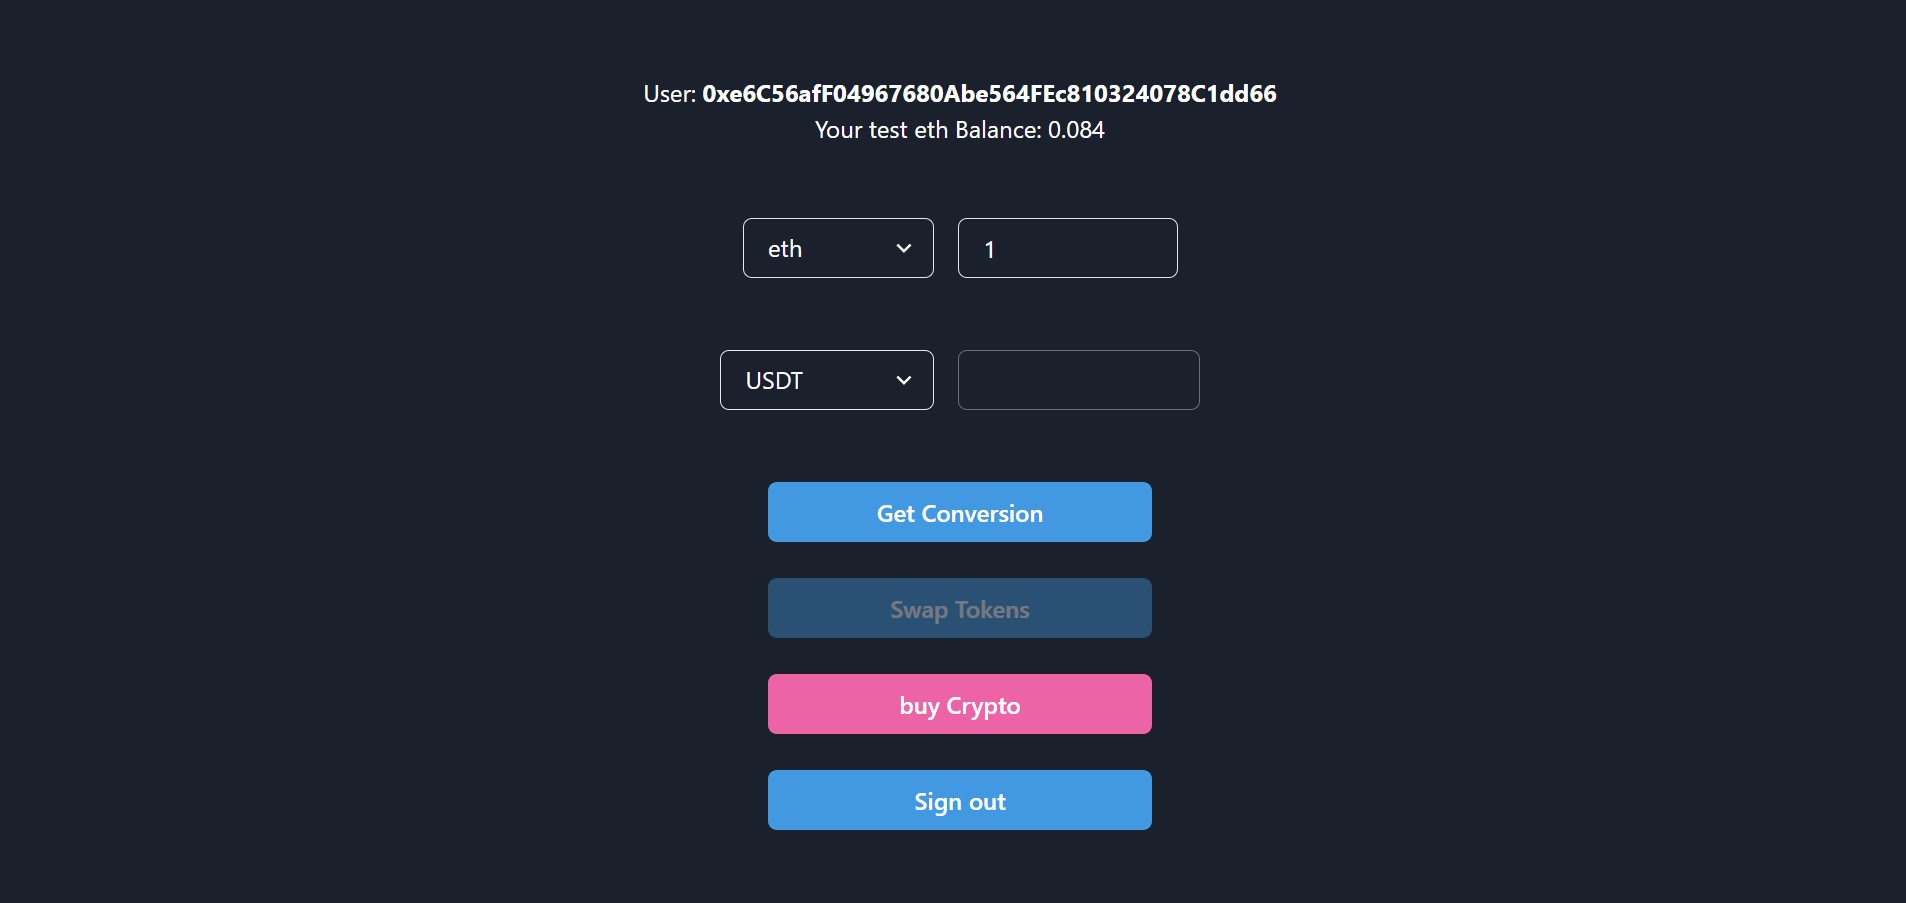 User: 0xe6C56afF04967680Abe564FEc810324078C1dd66
Your test eth Balance: 0.084
eth 1
USDT
Get Conversion
Swap Tokens
buy Crypto
Sign out